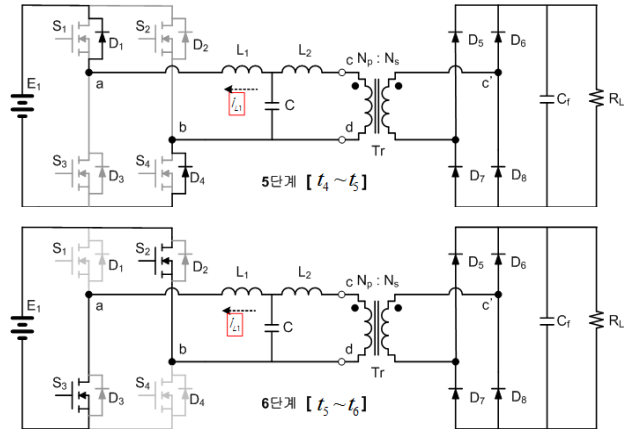 S1 D1 S2 D2
L1 L2 c Np : Ns D5 D6
E1 a IL1 C c' Cf RL
b d
S3 D3 S4 D4 Tr D7 D8
5단계 [ t4 ~ t5 ]
S1 D1 S2 D2
L1 L2 c Np : Ns D5 D6
E1 a IL1 C c' Cf RL
b d
S3 D3 S4 D4 Tr D7 D8
6단계 [ t5 ~ t6 ]